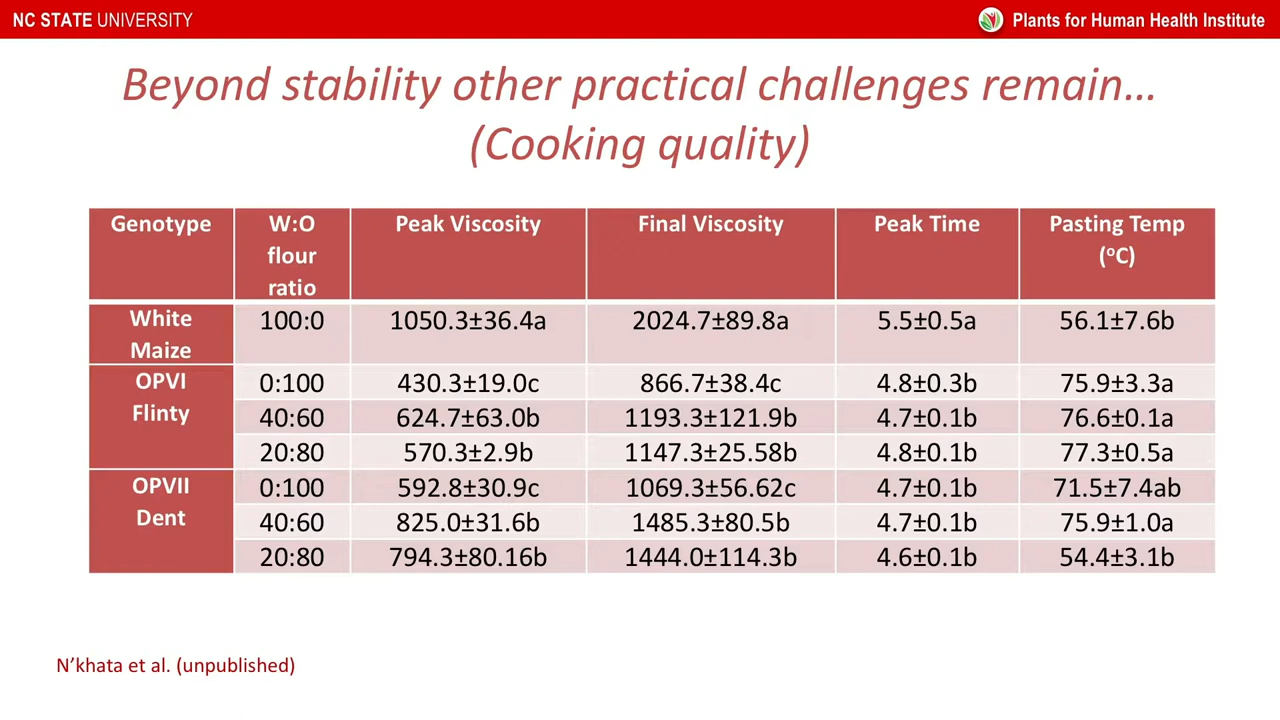 NC STATE UNIVERSITY
Plants for Human Health Institute
Beyond stability other practical challenges remain…
(Cooking quality)
Genotype W:O flour ratio Peak Viscosity Final Viscosity Peak Time Pasting Temp (°C)
White Maize 100:0 1050.3±36.4a 2024.7±89.8a 5.5±0.5a 56.1±7.6b
OPVI Flinty 0:100 430.3±19.0c 866.7±38.4c 4.8±0.3b 75.9±3.3a
40:60 624.7±63.0b 1193.3±121.9b 4.7±0.1b 76.6±0.1a
20:80 570.3±2.9b 1147.3±25.58b 4.8±0.1b 77.3±0.5a
OPVII Dent 0:100 592.8±30.9c 1069.3±56.62c 4.7±0.1b 71.5±7.4ab
40:60 825.0±31.6b 1485.3±80.5b 4.7±0.1b 75.9±1.0a
20:80 794.3±80.16b 1444.0±114.3b 4.6±0.1b 54.4±3.1b
N’khata et al. (unpublished)